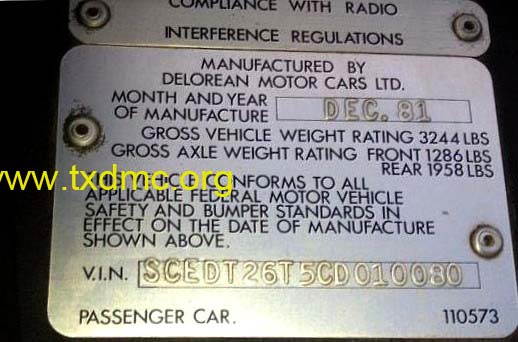 COMPLIANCE WITH RADIO
INTERFERENCE REGULATIONS
MANUFACTURED BY
DELOREAN MOTOR CARS LTD.
MONTH AND YEAR
OF MANUFACTURE DEC. 81
GROSS VEHICLE WEIGHT RATING 3244 LBS
GROSS AXLE WEIGHT RATING FRONT 1286 LBS
REAR 1958 LBS
www.txdmc.org
CONFORMS TO ALL
APPLICABLE FEDERAL MOTOR VEHICLE
SAFETY AND BUMPER STANDARDS IN
EFFECT ON THE DATE OF MANUFACTURE
SHOWN ABOVE.
V.I.N. SCEDT26T5CD010080
PASSENGER CAR. 110573